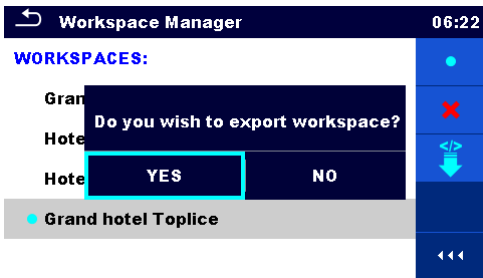 Workspace Manager 06:22
WORKSPACES:
Gran
Do you wish to export workspace?
Hote
Hote
YES NO
Grand hotel Toplice